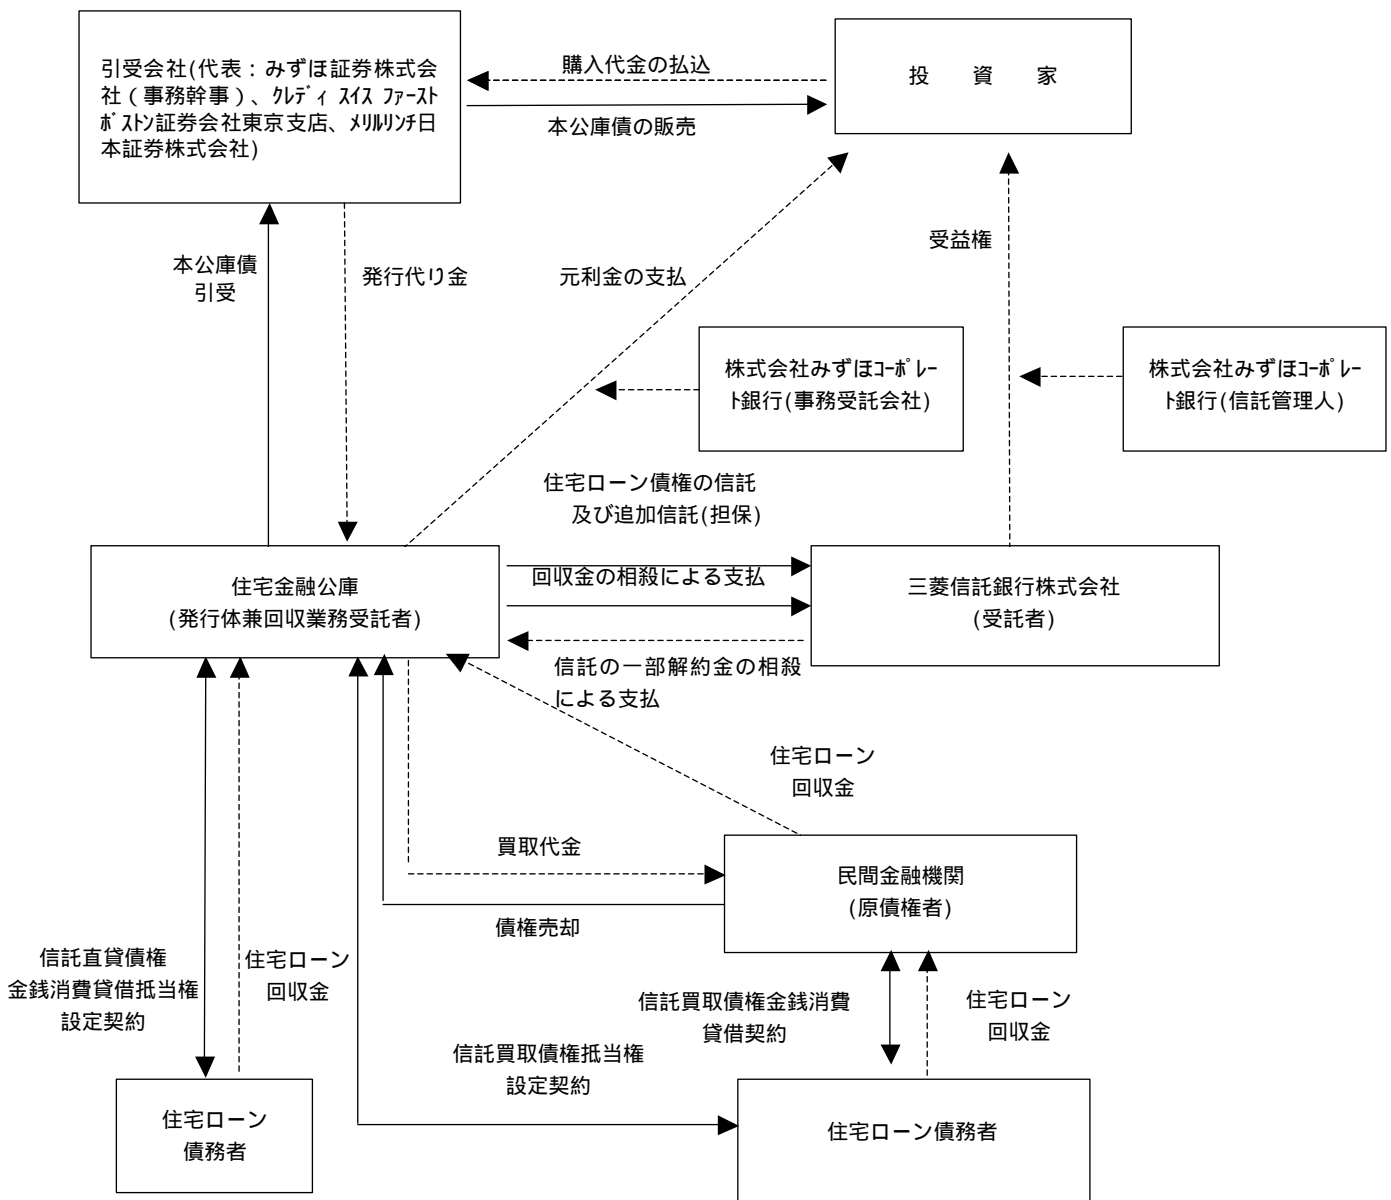 引受会社(代表：みずほ証券株式会
社（事務幹事）、ｸﾚﾃﾞｨ ｽｲｽ ﾌｧｰｽﾄ
ﾎﾞｽﾄﾝ証券会社東京支店、ﾒﾘﾙﾘﾝﾁ日
本証券株式会社)
購入代金の払込
本公庫債の販売
投　資　家
本公庫債
引受
発行代り金
元利金の支払
受益権
株式会社みずほｺｰﾎﾟﾚｰ
ﾄ銀行(事務受託会社)
株式会社みずほｺｰﾎﾟﾚｰ
ﾄ銀行(信託管理人)
住宅ローン債権の信託
及び追加信託(担保)
住宅金融公庫
(発行体兼回収業務受託者)
回収金の相殺による支払
三菱信託銀行株式会社
(受託者)
信託の一部解約金の相殺
による支払
住宅ローン
回収金
買取代金
債権売却
民間金融機関
(原債権者)
信託直貸債権
金銭消費貸借抵当権
設定契約
住宅ローン
回収金
信託買取債権金銭消費
貸借契約
住宅ローン
回収金
信託買取債権抵当権
設定契約
住宅ローン
債務者
住宅ローン債務者